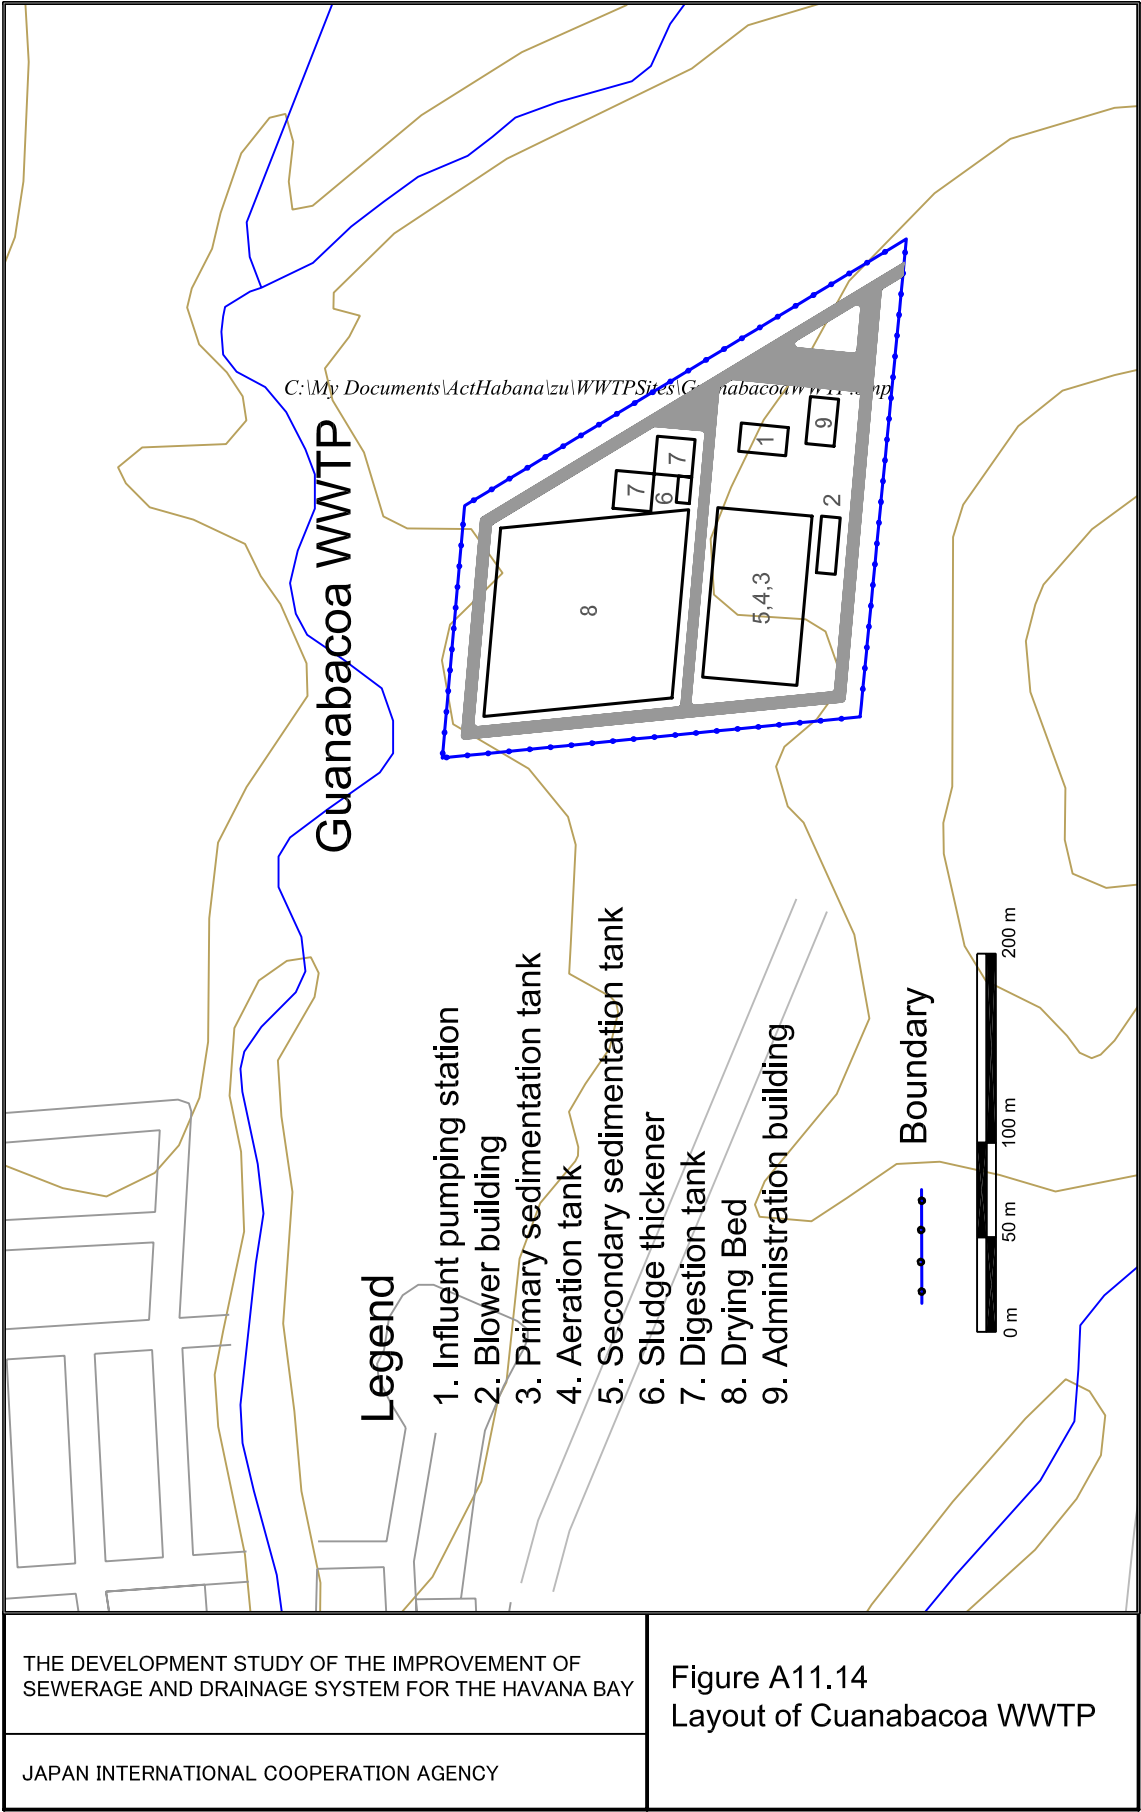 C:\My Documents\ActHabana\zu\WWTPSites\G
nabacoaWWTP.bmp
Guanabacoa WWTP
8
7
7
6
5,4,3
1
9
2
Legend
1. Influent pumping station
2. Blower building
3. Primary sedimentation tank
4. Aeration tank
5. Secondary sedimentation tank
6. Sludge thickener
7. Digestion tank
8. Drying Bed
9. Administration building
Boundary
0 m
50 m
100 m
200 m
THE DEVELOPMENT STUDY OF THE IMPROVEMENT OF
SEWERAGE AND DRAINAGE SYSTEM FOR THE HAVANA BAY
JAPAN INTERNATIONAL COOPERATION AGENCY
Figure A11.14
Layout of Cuanabacoa WWTP